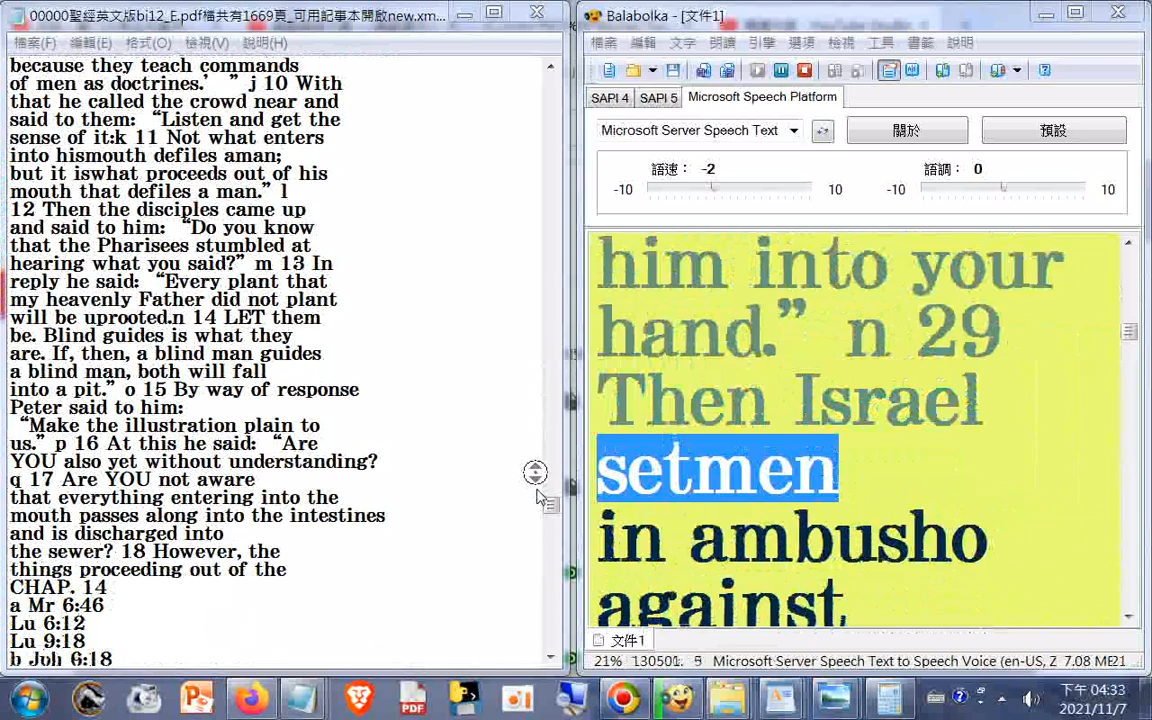 00000聖經英文版bi12_E.pdf檔共有1669頁_可用記事本開啟new.xm...
檔案(F) 編輯(E) 格式(O) 檢視(V) 說明(H)
because they teach commands
of men as doctrines.’ ” j 10 With
that he called the crowd near and
said to them: “Listen and get the
sense of it:k 11 Not what enters
into hismouth defiles aman;
but it iswhat proceeds out of his
mouth that defiles a man.” l
12 Then the disciples came up
and said to him: “Do you know
that the Pharisees stumbled at
hearing what you said?” m 13 In
reply he said: “Every plant that
my heavenly Father did not plant
will be uprooted.n 14 LET them
be. Blind guides is what they
are. If, then, a blind man guides
a blind man, both will fall
into a pit.” o 15 By way of response
Peter said to him:
“Make the illustration plain to
us.” p 16 At this he said: “Are
YOU also yet without understanding?
q 17 Are YOU not aware
that everything entering into the
mouth passes along into the intestines
and is discharged into
the sewer? 18 However, the
things proceeding out of the
CHAP. 14
a Mr 6:46
Lu 6:12
Lu 9:18
b Joh 6:18
Balabolka - [文件1]
檔案 編輯 文字 朗讀 引擎 選項 檢視 工具 書籤 說明
SAPI 4 SAPI 5 Microsoft Speech Platform
Microsoft Server Speech Text 關於 預設
語速： -2 語調： 0
-10 10 -10 10
him into your
hand.” n 29
Then Israel
setmen
in ambusho
against
文件1
21% 130501. 5 Microsoft Server Speech Text to Speech Voice (en-US, Z 7.08 ME21
PDF
下午 04:33
2021/11/7